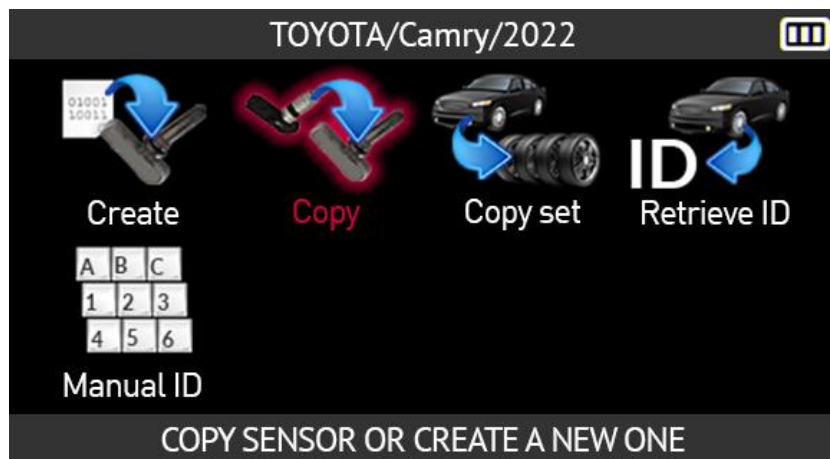 TOYOTA/Camry/2022
01001
10011
Create
Copy
Copy set
ID
Retrieve ID
A B C
1 2 3
4 5 6
Manual ID
COPY SENSOR OR CREATE A NEW ONE